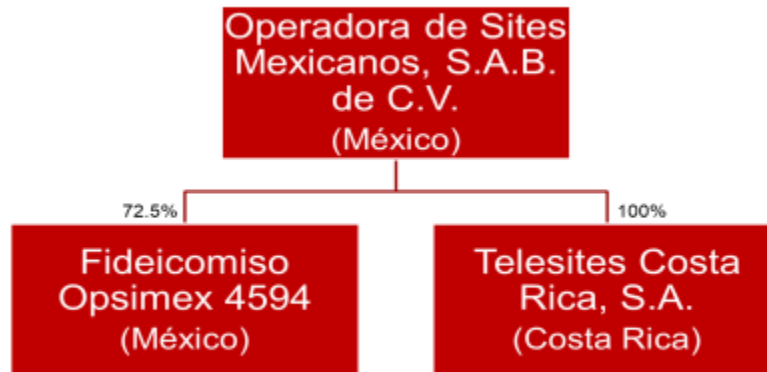 Operadora de Sites
Mexicanos, S.A.B.
de C.V.
(México)
72.5%
100%
Fideicomiso
Opsimex 4594
(México)
Telesites Costa
Rica, S.A.
(Costa Rica)